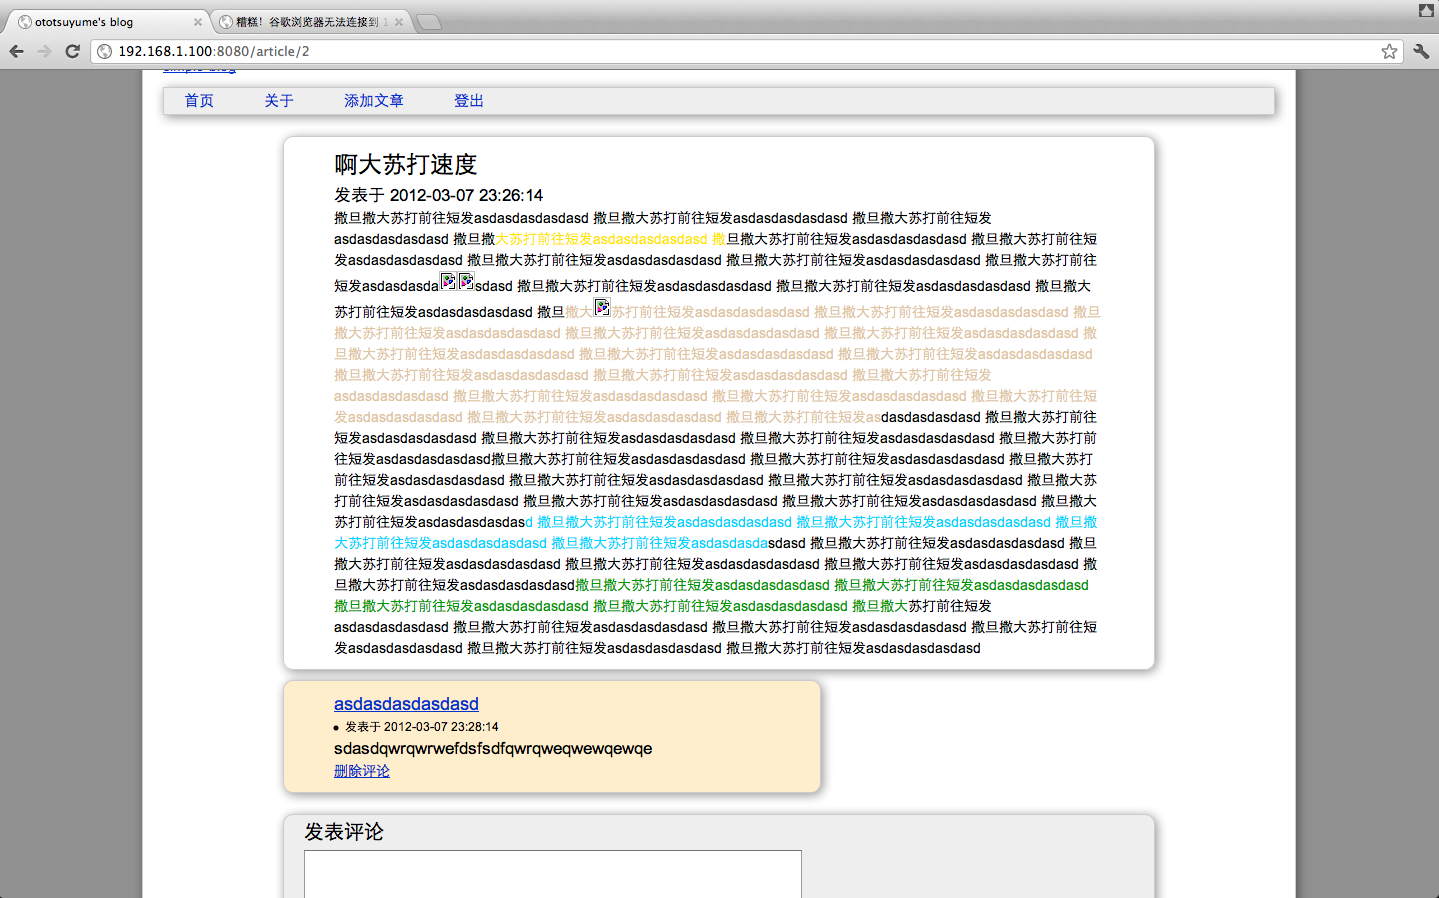 ototsuyume's blog
糟糕！谷歌浏览器无法连接到
192.168.1.100:8080/article/2
simple blog
首页 关于 添加文章 登出
啊大苏打速度
发表于 2012-03-07 23:26:14
撒旦撒大苏打前往短发asdasdasdasdasd 撒旦撒大苏打前往短发asdasdasdasdasd 撒旦撒大苏打前往短发
asdasdasdasdasd 撒旦撒大苏打前往短发asdasdasdasdasd 撒旦撒大苏打前往短发asdasdasdasdasd 撒旦撒大苏打前往短
发asdasdasdasdasd 撒旦撒大苏打前往短发asdasdasdasdasd 撒旦撒大苏打前往短发asdasdasdasdasd 撒旦撒大苏打前往
短发asdasdasdasdasd 撒旦撒大苏打前往短发asdasdasdasdasd 撒旦撒大苏打前往短发asdasdasdasdasd 撒旦撒大
苏打前往短发asdasdasdasdasd 撒旦撒大苏打前往短发asdasdasdasdasd 撒旦撒大苏打前往短发asdasdasdasdasd 撒旦
撒大苏打前往短发asdasdasdasdasd 撒旦撒大苏打前往短发asdasdasdasdasd 撒旦撒大苏打前往短发asdasdasdasdasd 撒
旦撒大苏打前往短发asdasdasdasdasd 撒旦撒大苏打前往短发asdasdasdasdasd 撒旦撒大苏打前往短发asdasdasdasdasd
撒旦撒大苏打前往短发asdasdasdasdasd 撒旦撒大苏打前往短发asdasdasdasdasd 撒旦撒大苏打前往短发
asdasdasdasdasd 撒旦撒大苏打前往短发asdasdasdasdasd 撒旦撒大苏打前往短发asdasdasdasdasd 撒旦撒大苏打前往短
发asdasdasdasdasd 撒旦撒大苏打前往短发asdasdasdasdasd 撒旦撒大苏打前往短发asdasdasdasdasd 撒旦撒大苏打前往
短发asdasdasdasdasd 撒旦撒大苏打前往短发asdasdasdasdasd 撒旦撒大苏打前往短发asdasdasdasdasd 撒旦撒大苏打前
往短发asdasdasdasdasd撒旦撒大苏打前往短发asdasdasdasdasd 撒旦撒大苏打前往短发asdasdasdasdasd 撒旦撒大苏打
前往短发asdasdasdasdasd 撒旦撒大苏打前往短发asdasdasdasdasd 撒旦撒大苏打前往短发asdasdasdasdasd 撒旦撒大苏
打前往短发asdasdasdasdasd 撒旦撒大苏打前往短发asdasdasdasdasd 撒旦撒大苏打前往短发asdasdasdasdasd 撒旦撒大
苏打前往短发asdasdasdasdasd 撒旦撒大苏打前往短发asdasdasdasdasd 撒旦撒大苏打前往短发asdasdasdasdasd 撒旦撒
大苏打前往短发asdasdasdasdasd 撒旦撒大苏打前往短发asdasdasdasdasd 撒旦撒大苏打前往短发asdasdasdasdasd 撒旦
撒大苏打前往短发asdasdasdasdasd 撒旦撒大苏打前往短发asdasdasdasdasd 撒旦撒大苏打前往短发asdasdasdasdasd 撒
旦撒大苏打前往短发asdasdasdasdasd撒旦撒大苏打前往短发asdasdasdasdasd 撒旦撒大苏打前往短发asdasdasdasdasd
撒旦撒大苏打前往短发asdasdasdasdasd 撒旦撒大苏打前往短发asdasdasdasdasd 撒旦撒大苏打前往短发
asdasdasdasdasd 撒旦撒大苏打前往短发asdasdasdasdasd 撒旦撒大苏打前往短发asdasdasdasdasd 撒旦撒大苏打前往短
发asdasdasdasdasd 撒旦撒大苏打前往短发asdasdasdasdasd 撒旦撒大苏打前往短发asdasdasdasdasd
asdasdasdasdasd
发表于 2012-03-07 23:28:14
sdasdqwrqwrwefdsfsdfqwrqweqwewqewqe
删除评论
发表评论